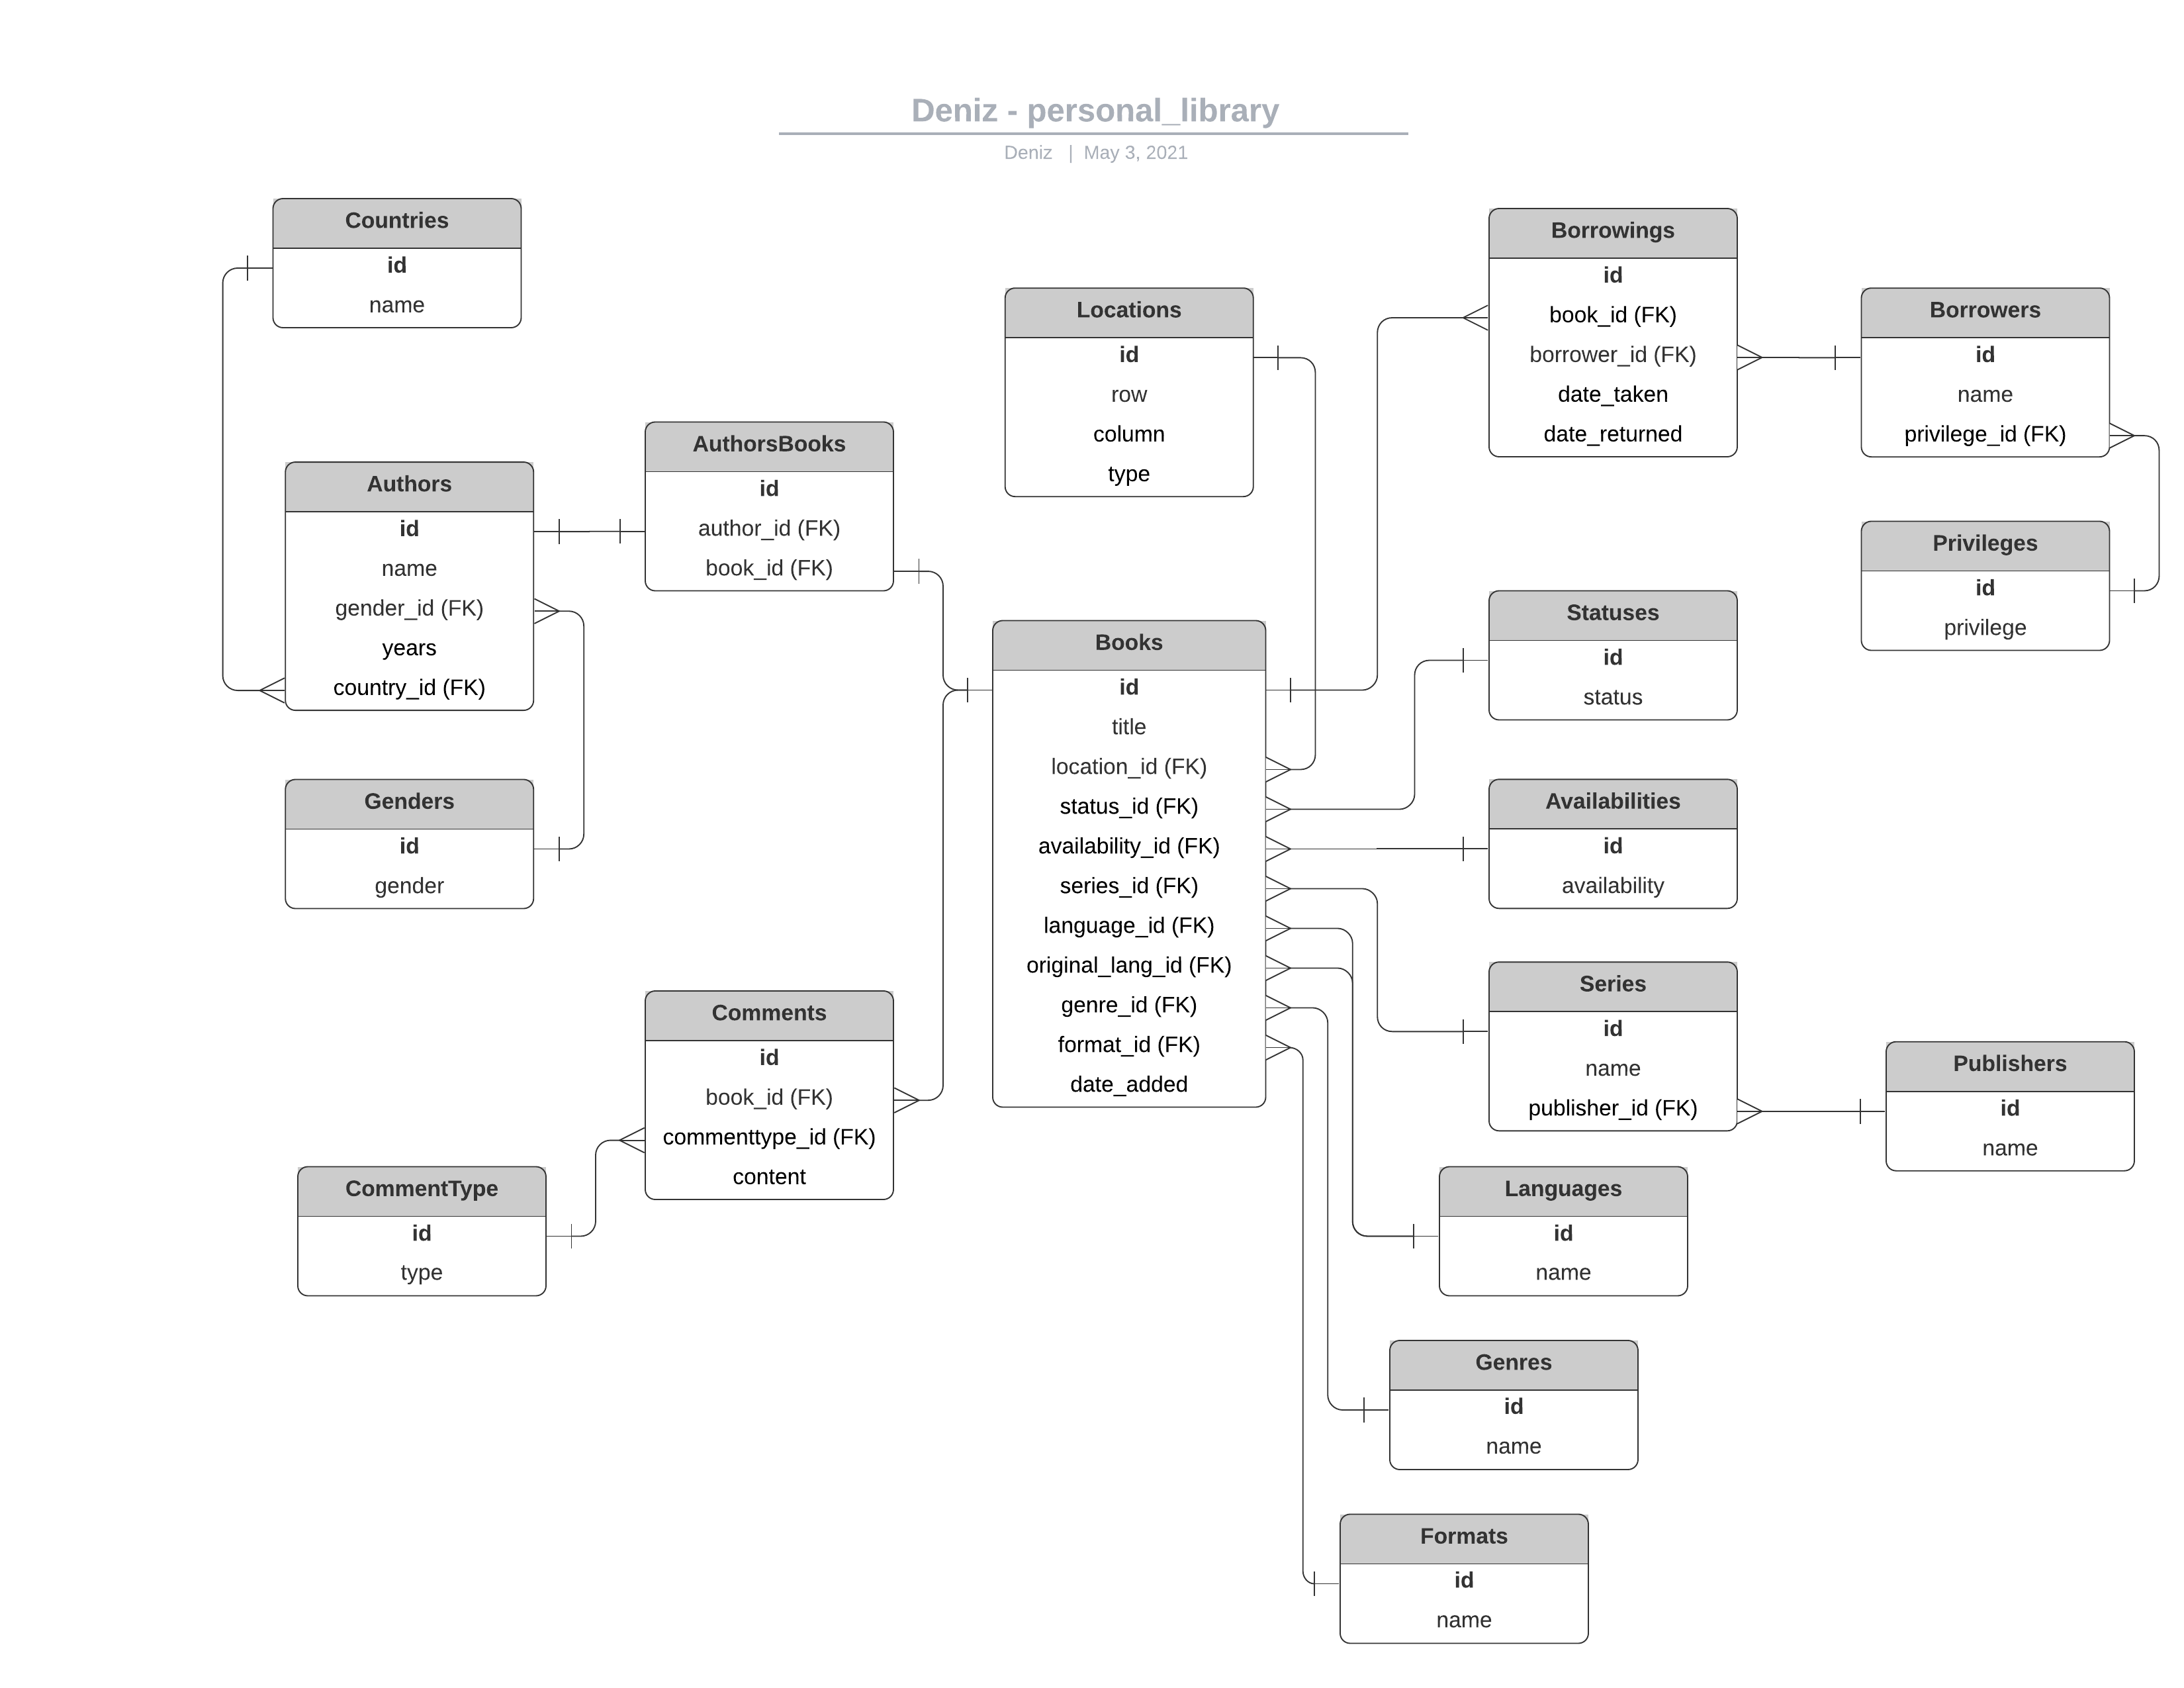 Deniz - personal_library
Deniz | May 3, 2021
Countries
id
name
Authors
id
name
gender_id (FK)
years
country_id (FK)
Genders
id
gender
AuthorsBooks
id
author_id (FK)
book_id (FK)
Comments
id
book_id (FK)
commenttype_id (FK)
content
CommentType
id
type
Locations
id
row
column
type
Books
id
title
location_id (FK)
status_id (FK)
availability_id (FK)
series_id (FK)
language_id (FK)
original_lang_id (FK)
genre_id (FK)
format_id (FK)
date_added
Borrowings
id
book_id (FK)
borrower_id (FK)
date_taken
date_returned
Borrowers
id
name
privilege_id (FK)
Privileges
id
privilege
Statuses
id
status
Availabilities
id
availability
Series
id
name
publisher_id (FK)
Publishers
id
name
Languages
id
name
Genres
id
name
Formats
id
name